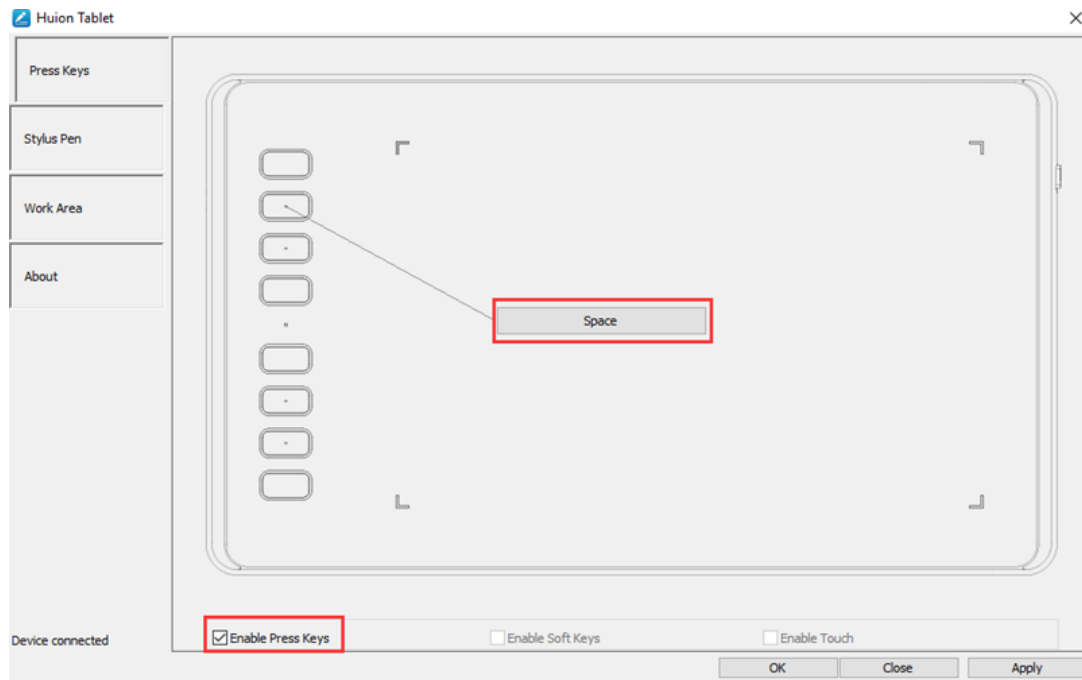 Huion Tablet
Press Keys
Stylus Pen
Work Area
About
Space
Device connected
Enable Press Keys
Enable Soft Keys
Enable Touch
OK
Close
Apply